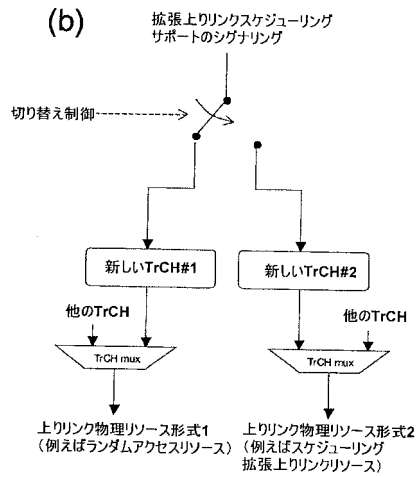 (b)
拡張上りリンクスケジューリング
サポートのシグナリング
切り替え制御
新しいTrCH#1
新しいTrCH#2
他のTrCH
他のTrCH
TrCH mux
TrCH mux
上りリンク物理リソース形式1
（例えばランダムアクセスリソース）
上りリンク物理リソース形式2
（例えばスケジューリング
拡張上りリンクリソース）